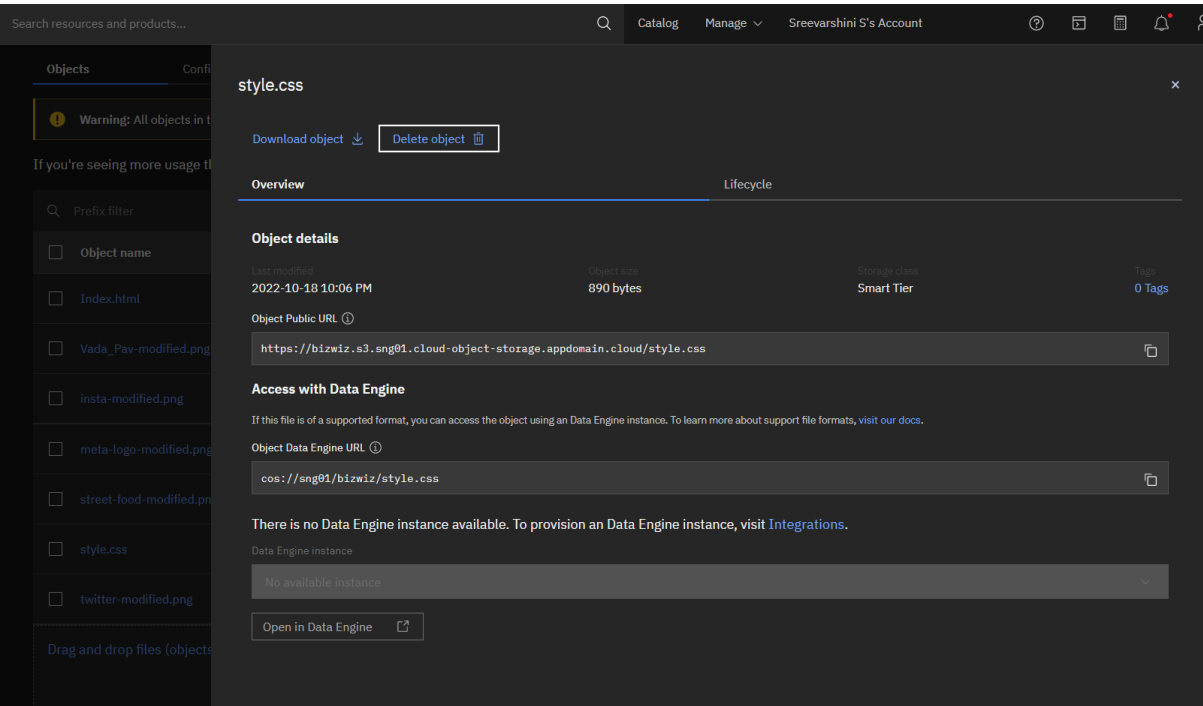 Search resources and products...
Catalog
Manage
Sreevarshini S's Account
Objects
Warning: All objects in t
If you're seeing more usage
Prefix filter
Object name
Index.html
Vada_Pav-modified.png
insta-modified.png
meta-logo-modified.png
street-food-modified.pn
style.css
twitter-modified.png
Drag and drop files (objects
style.css
Download object
Delete object
Overview
Lifecycle
Object details
Last modified
Object size
Storage class
Tags
2022-10-18 10:06 PM
890 bytes
Smart Tier
0 Tags
Object Public URL
https://bizwiz.s3.sng01.cloud-object-storage.appdomain.cloud/style.css
Access with Data Engine
If this file is of a supported format, you can access the object using an Data Engine instance. To learn more about support file formats, visit our docs.
Object Data Engine URL
cos://sng01/bizwiz/style.css
There is no Data Engine instance available. To provision an Data Engine instance, visit Integrations.
Data Engine instance
No available instance
Open in Data Engine